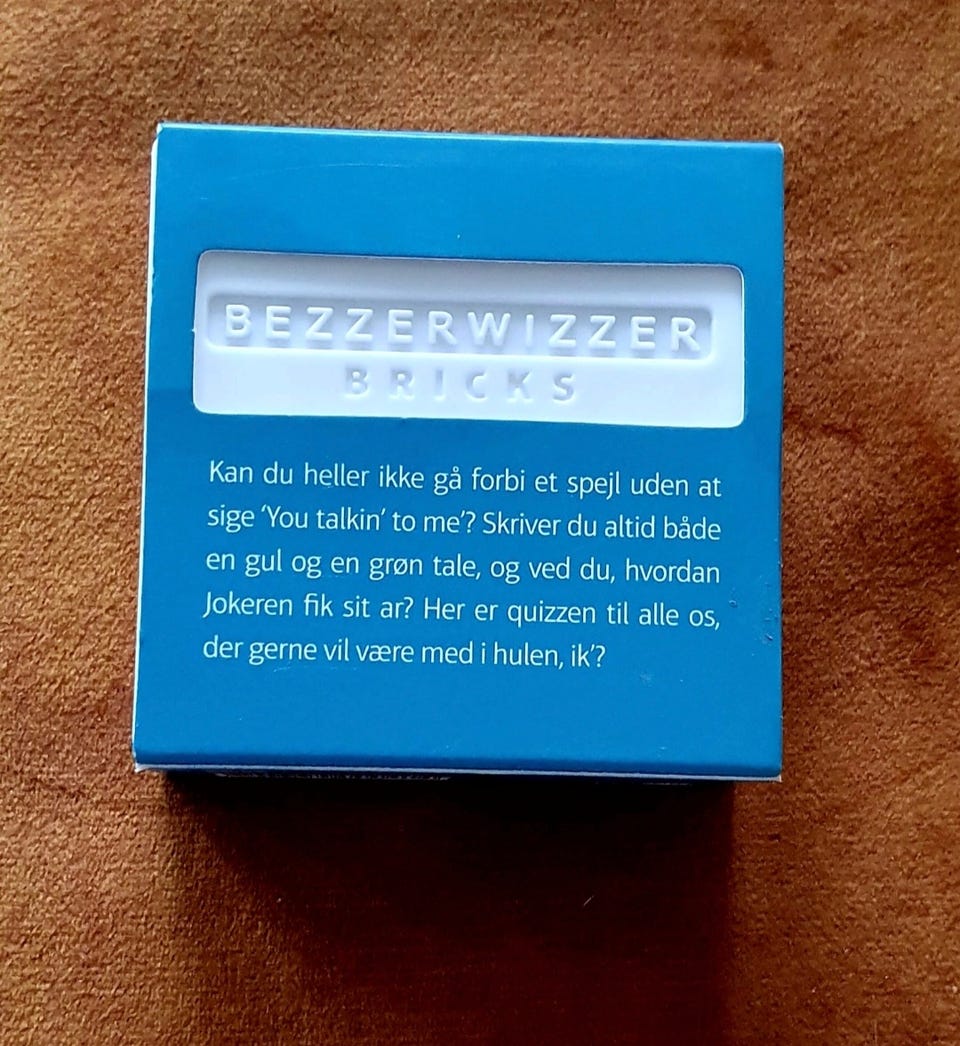 BEZZERWIZZER
BRICKS
Kan du heller ikke gå forbi et spejl uden at
sige ‘You talkin’ to me’? Skriver du altid både
en gul og en grøn tale, og ved du, hvordan
Jokeren fik sit ar? Her er quizzen til alle os,
der gerne vil være med i hulen, ik’?